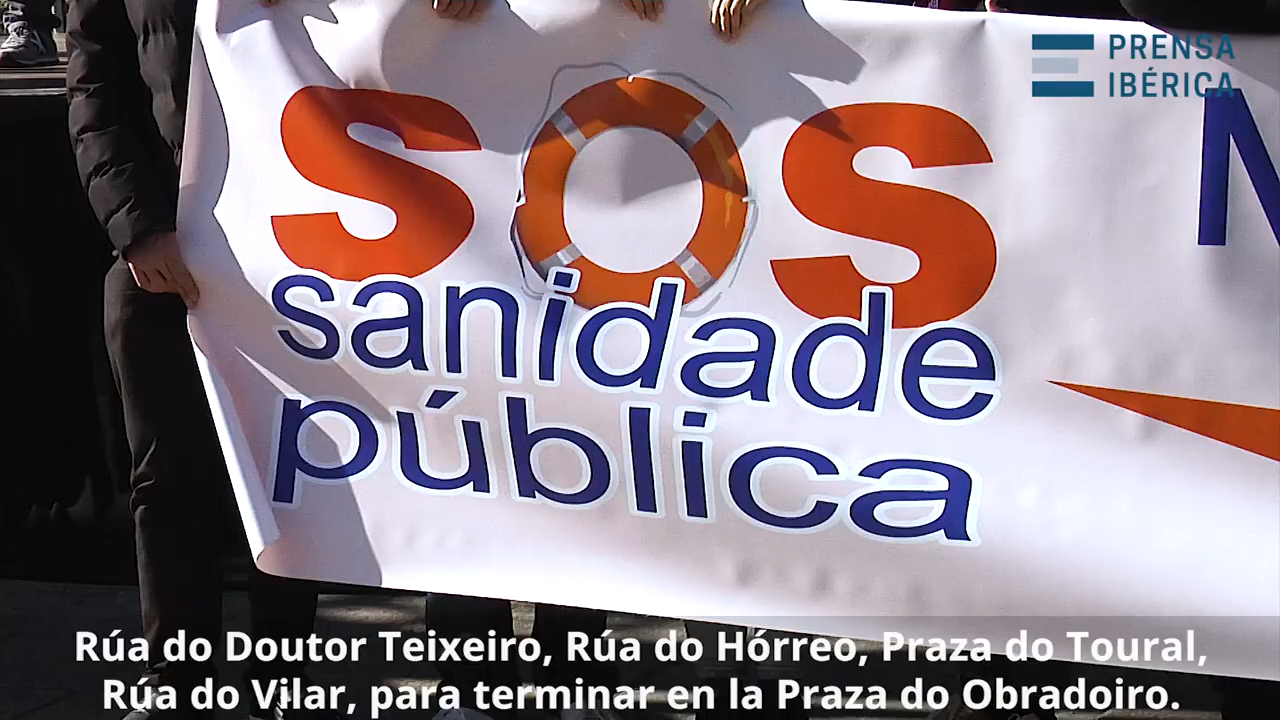 PRENSA
IBÉRICA
SOS
N
sanidade
pública
Rúa do Doutor Teixeiro, Rúa do Hórreo, Praza do Toural,
Rúa do Vilar, para terminar en la Praza do Obradoiro.